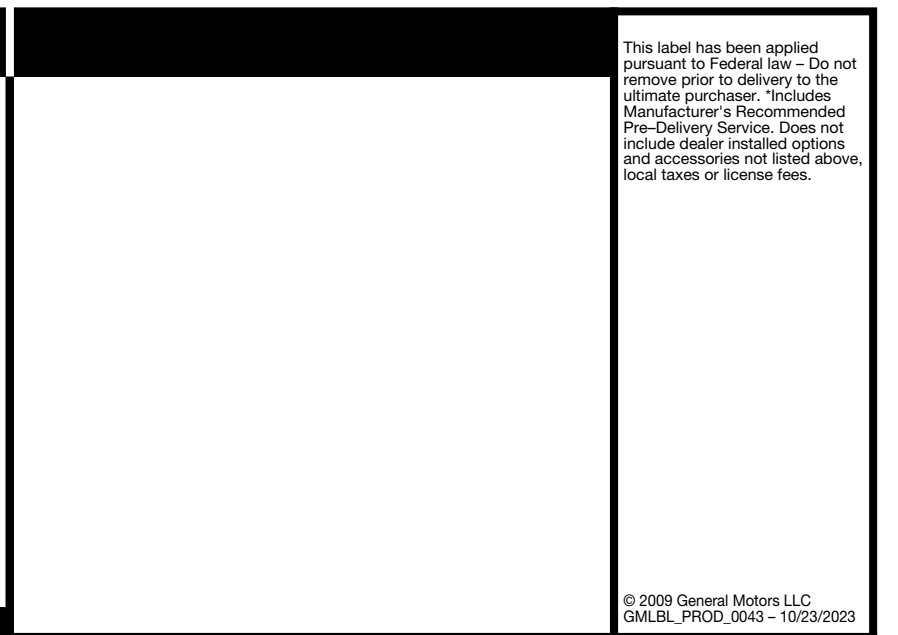 This label has been applied
pursuant to Federal law – Do not
remove prior to delivery to the
ultimate purchaser. *Includes
Manufacturer's Recommended
Pre–Delivery Service. Does not
include dealer installed options
and accessories not listed above,
local taxes or license fees.
© 2009 General Motors LLC
GMLBL_PROD_0043 – 10/23/2023